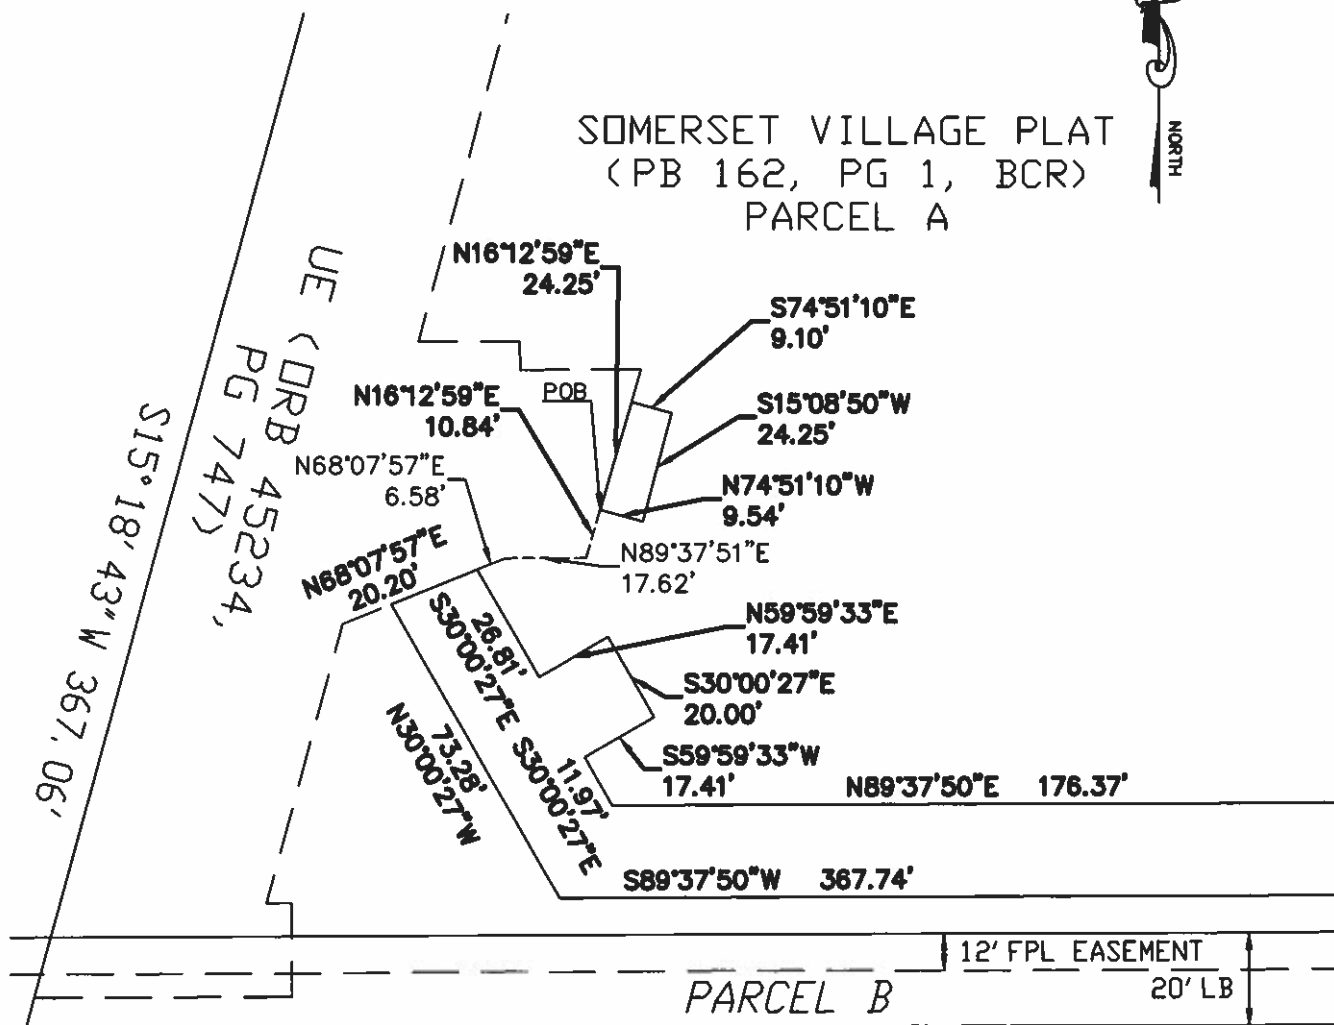 NORTH
SOMERSET VILLAGE PLAT
(PB 162, PG 1, BCR)
PARCEL A
N16°12'59"E
24.25'
S74°51'10"E
9.10'
UE (ORB 45234,
PG 747)
N16°12'59"E
10.84'
POB
S15°08'50"W
24.25'
N68°07'57"E
6.58'
N74°51'10"W
9.54'
S15°18'43"W 367.06'
N89°37'51"E
17.62'
N68°07'57"E
20.20'
26.81'
S30°00'27"E
N59°59'33"E
17.41'
S30°00'27"E
20.00'
73.28'
N30°00'27"W
11.97'
S30°00'27"E
S59°59'33"W
17.41'
N89°37'50"E 176.37'
S89°37'50"W 367.74'
12' FPL EASEMENT
20' LB
PARCEL B